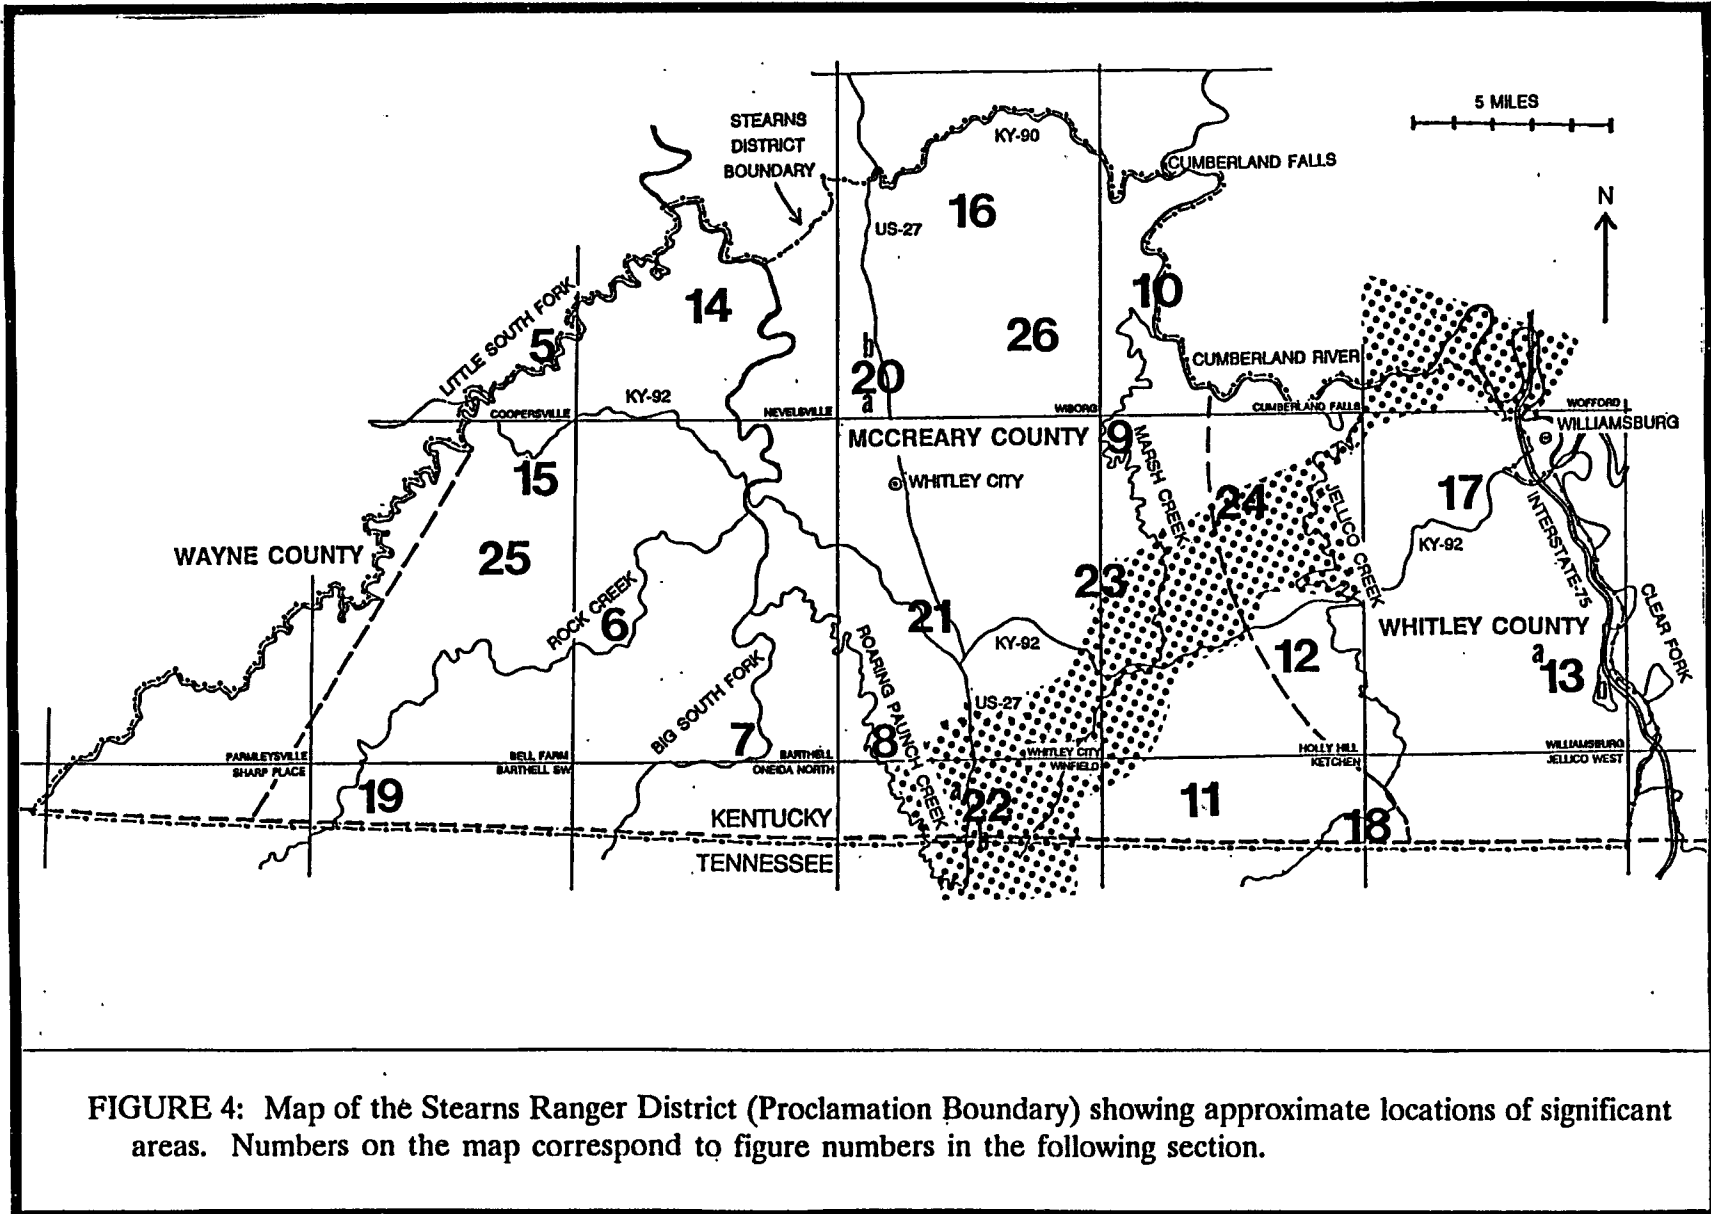 5 MILES
STEARNS
DISTRICT
BOUNDARY
KY-90
CUMBERLAND FALLS
N
16
US-27
14
10
LITTLE SOUTH FORK
5
26
CUMBERLAND RIVER
b
20
a
KY-92
COOPERSVILLE
NEVELSVILLE
WIBORG
CUMBERLAND FALLS
WOFFORD
WILLIAMSBURG
MCCREARY COUNTY
9
MARSH CREEK
15
WHITLEY CITY
24
JELLICO CREEK
17
INTERSTATE-75
KY-92
WAYNE COUNTY
25
23
ROCK CREEK
6
21
KY-92
WHITLEY COUNTY
CLEAR FORK
12
a
13
ROARING PAUNCH CREEK
BIG SOUTH FORK
US-27
7
8
PARMLEYSVILLE
SHARP PLACE
BELL FARM
BARTHELL SW
BARTHELL
ONEIDA NORTH
WHITLEY CITY
WINFIELD
HOLLY HILL
KETCHEN
WILLIAMSBURG
JELLICO WEST
19
a
22
b
11
18
KENTUCKY
TENNESSEE
FIGURE 4: Map of the Stearns Ranger District (Proclamation Boundary) showing approximate locations of significant
areas. Numbers on the map correspond to figure numbers in the following section.